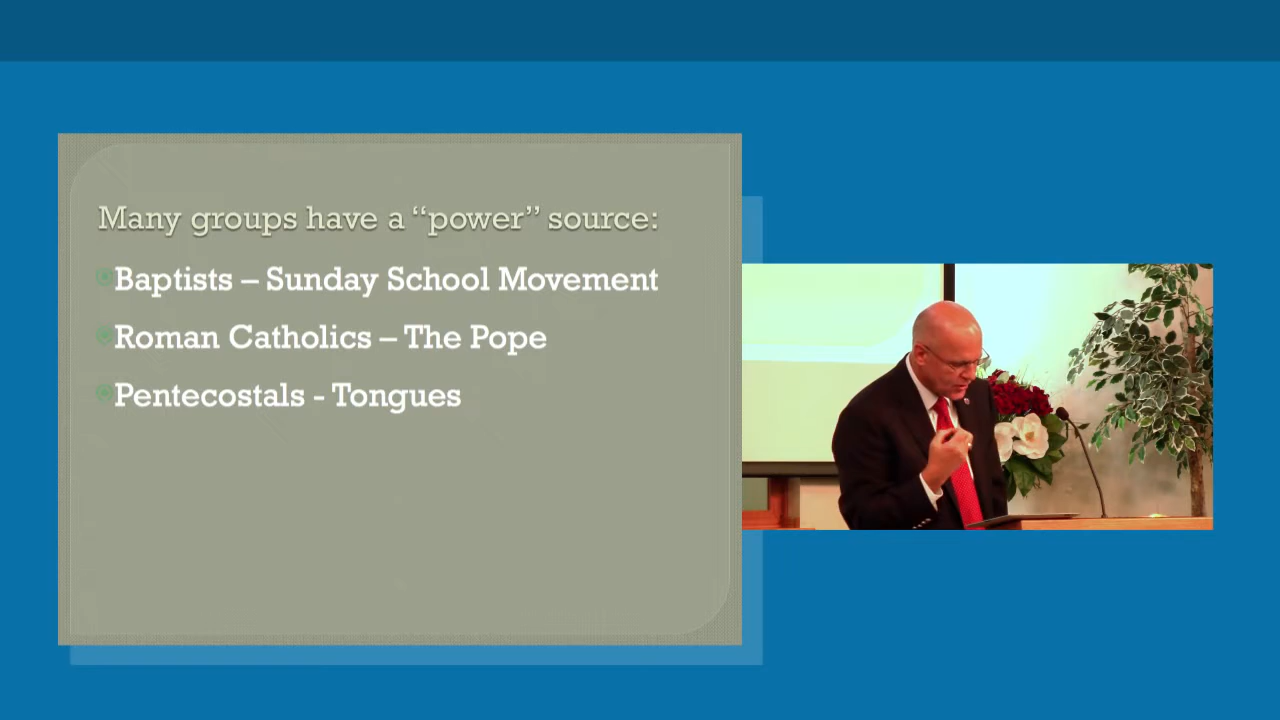 Many groups have a “power” source:
Baptists – Sunday School Movement
Roman Catholics – The Pope
Pentecostals - Tongues